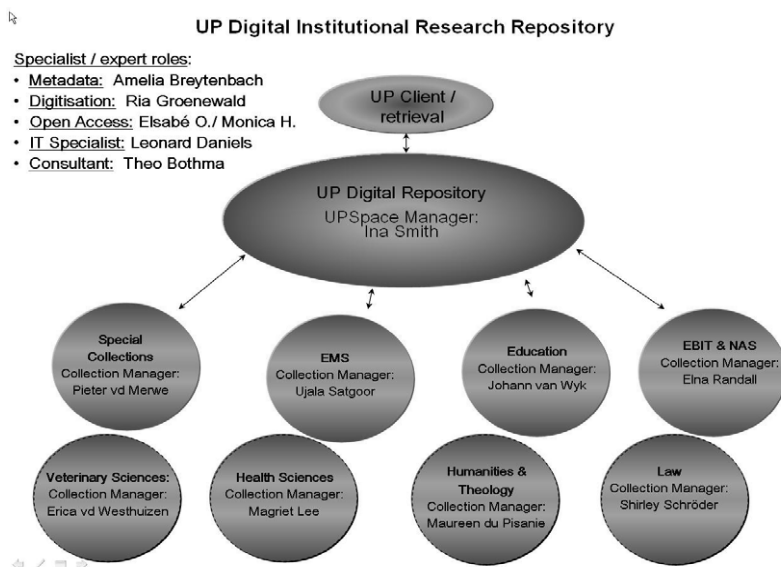 UP Digital Institutional Research Repository
Specialist / expert roles:
• Metadata: Amelia Breytenbach
• Digitisation: Ria Groenewald
• Open Access: Elsabé O./ Monica H.
• IT Specialist: Leonard Daniels
• Consultant: Theo Bothma
UP Client /
retrieval
UP Digital Repository
UPSpace Manager:
Ina Smith
Special
Collections
Collection Manager:
Pieter vd Merwe
EMS
Collection Manager:
Ujala Satgoor
Education
Collection Manager:
Johann van Wyk
EBIT & NAS
Collection Manager:
Elna Randall
Veterinary Sciences:
Collection Manager:
Erica vd Westhuizen
Health Sciences
Collection Manager:
Magriet Lee
Humanities &
Theology
Collection Manager:
Maureen du Pisanie
Law
Collection Manager:
Shirley Schröder